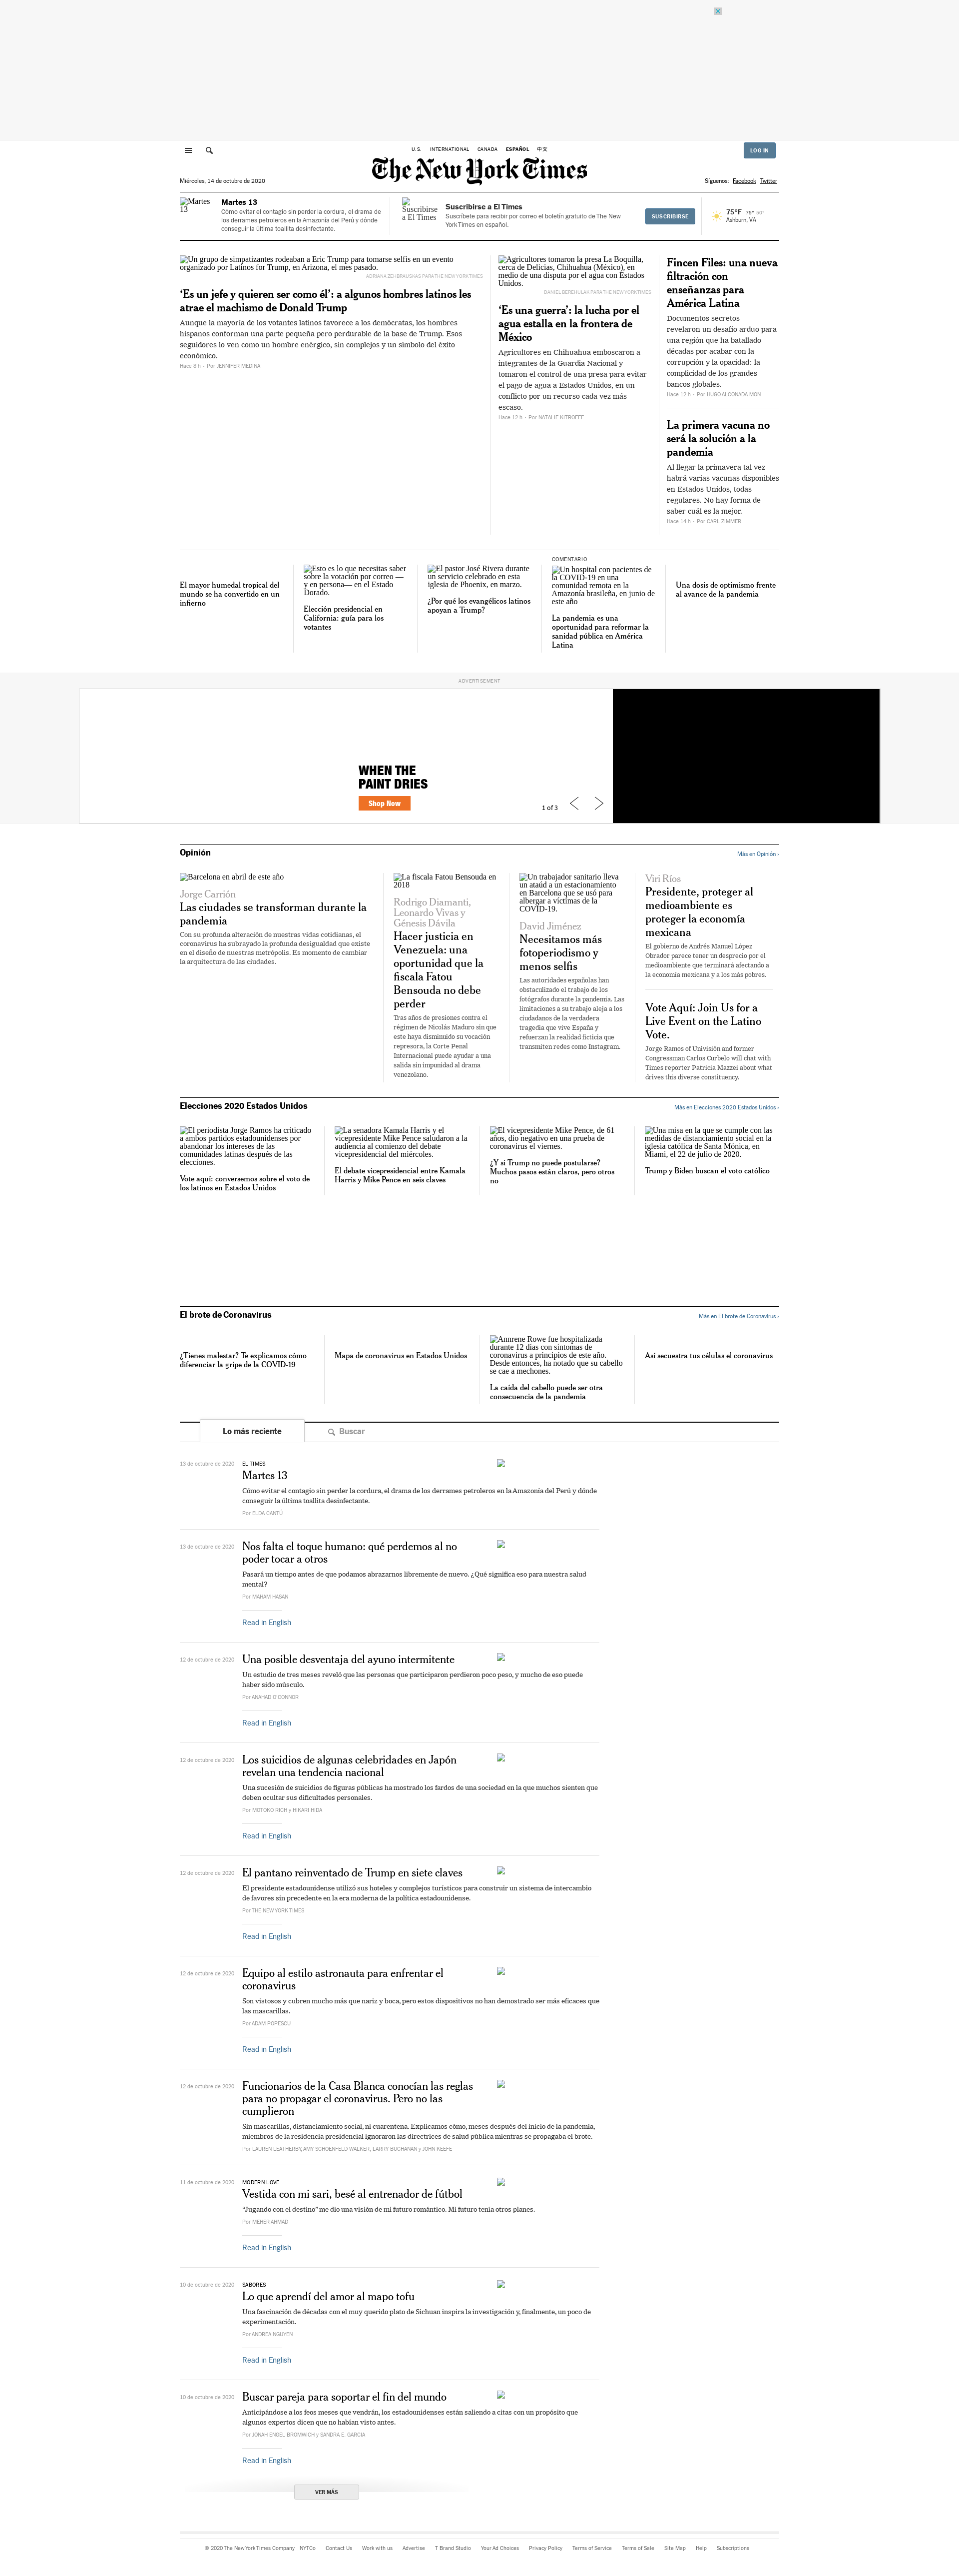 U.S. INTERNATIONAL CANADA ESPAÑOL 中文
LOG IN
The New York Times
Miércoles, 14 de octubre de 2020
Síguenos: Facebook Twitter
Martes 13
Martes 13
Cómo evitar el contagio sin perder la cordura, el drama de
los derrames petroleros en la Amazonía del Perú y dónde
conseguir la última toallita desinfectante.
Suscribirse a El Times
Suscribirse a El Times
Suscríbete para recibir por correo el boletín gratuito de The New
York Times en español.
SUSCRIBIRSE
75°F 75° 50°
Ashburn, VA
Un grupo de simpatizantes rodeaban a Eric Trump para tomarse selfis en un evento
organizado por Latinos for Trump, en Arizona, el mes pasado.
ADRIANA ZEHBRAUSKAS PARA THE NEW YORK TIMES
‘Es un jefe y quieren ser como él’: a algunos hombres latinos les
atrae el machismo de Donald Trump
Aunque la mayoría de los votantes latinos favorece a los demócratas, los hombres
hispanos conforman una parte pequeña pero perdurable de la base de Trump. Esos
seguidores lo ven como un hombre enérgico, sin complejos y un símbolo del éxito
económico.
Hace 8 h - Por JENNIFER MEDINA
Agricultores tomaron la presa La Boquilla,
cerca de Delicias, Chihuahua (México), en
medio de una disputa por el agua con Estados
Unidos.
DANIEL BEREHULAK PARA THE NEW YORK TIMES
‘Es una guerra’: la lucha por el
agua estalla en la frontera de
México
Agricultores en Chihuahua emboscaron a
integrantes de la Guardia Nacional y
tomaron el control de una presa para evitar
el pago de agua a Estados Unidos, en un
conflicto por un recurso cada vez más
escaso.
Hace 12 h - Por NATALIE KITROEFF
Fincen Files: una nueva
filtración con
enseñanzas para
América Latina
Documentos secretos
revelaron un desafío arduo para
una región que ha batallado
décadas por acabar con la
corrupción y la opacidad: la
complicidad de los grandes
bancos globales.
Hace 12 h - Por HUGO ALCONADA MON
La primera vacuna no
será la solución a la
pandemia
Al llegar la primavera tal vez
habrá varias vacunas disponibles
en Estados Unidos, todas
regulares. No hay forma de
saber cuál es la mejor.
Hace 14 h - Por CARL ZIMMER
El mayor humedal tropical del
mundo se ha convertido en un
infierno
Esto es lo que necesitas saber
sobre la votación por correo —
y en persona— en el Estado
Dorado.
Elección presidencial en
California: guía para los
votantes
El pastor José Rivera durante
un servicio celebrado en esta
iglesia de Phoenix, en marzo.
¿Por qué los evangélicos latinos
apoyan a Trump?
COMENTARIO
Un hospital con pacientes de
la COVID-19 en una
comunidad remota en la
Amazonía brasileña, en junio de
este año
La pandemia es una
oportunidad para reformar la
sanidad pública en América
Latina
Una dosis de optimismo frente
al avance de la pandemia
ADVERTISEMENT
WHEN THE
PAINT DRIES
Shop Now
1 of 3
Opinión
Más en Opinión ›
Barcelona en abril de este año
Jorge Carrión
Las ciudades se transforman durante la
pandemia
Con su profunda alteración de nuestras vidas cotidianas, el
coronavirus ha subrayado la profunda desigualdad que existe
en el diseño de nuestras metrópolis. Es momento de cambiar
la arquitectura de las ciudades.
La fiscala Fatou Bensouda en
2018
Rodrigo Diamanti,
Leonardo Vivas y
Génesis Dávila
Hacer justicia en
Venezuela: una
oportunidad que la
fiscala Fatou
Bensouda no debe
perder
Tras años de presiones contra el
régimen de Nicolás Maduro sin que
este haya disminuido su vocación
represora, la Corte Penal
Internacional puede ayudar a una
salida sin impunidad al drama
venezolano.
Un trabajador sanitario lleva
un ataúd a un estacionamiento
en Barcelona que se usó para
albergar a víctimas de la
COVID-19.
David Jiménez
Necesitamos más
fotoperiodismo y
menos selfis
Las autoridades españolas han
obstaculizado el trabajo de los
fotógrafos durante la pandemia. Las
limitaciones a su trabajo aleja a los
ciudadanos de la verdadera
tragedia que vive España y
refuerzan la realidad ficticia que
transmiten redes como Instagram.
Viri Ríos
Presidente, proteger al
medioambiente es
proteger la economía
mexicana
El gobierno de Andrés Manuel López
Obrador parece tener un desprecio por el
medioambiente que terminará afectando a
la economía mexicana y a los más pobres.
Vote Aquí: Join Us for a
Live Event on the Latino
Vote.
Jorge Ramos of Univisión and former
Congressman Carlos Curbelo will chat with
Times reporter Patricia Mazzei about what
drives this diverse constituency.
Elecciones 2020 Estados Unidos
Más en Elecciones 2020 Estados Unidos ›
El periodista Jorge Ramos ha criticado
a ambos partidos estadounidenses por
abandonar los intereses de las
comunidades latinas después de las
elecciones.
Vote aquí: conversemos sobre el voto de
los latinos en Estados Unidos
La senadora Kamala Harris y el
vicepresidente Mike Pence saludaron a la
audiencia al comienzo del debate
vicepresidencial del miércoles.
El debate vicepresidencial entre Kamala
Harris y Mike Pence en seis claves
El vicepresidente Mike Pence, de 61
años, dio negativo en una prueba de
coronavirus el viernes.
¿Y si Trump no puede postularse?
Muchos pasos están claros, pero otros
no
Una misa en la que se cumple con las
medidas de distanciamiento social en la
iglesia católica de Santa Mónica, en
Miami, el 22 de julio de 2020.
Trump y Biden buscan el voto católico
El brote de Coronavirus
Más en El brote de Coronavirus ›
¿Tienes malestar? Te explicamos cómo
diferenciar la gripe de la COVID-19
Mapa de coronavirus en Estados Unidos
Annrene Rowe fue hospitalizada
durante 12 días con síntomas de
coronavirus a principios de este año.
Desde entonces, ha notado que su cabello
se cae a mechones.
La caída del cabello puede ser otra
consecuencia de la pandemia
Así secuestra tus células el coronavirus
Lo más reciente
Buscar
13 de octubre de 2020
EL TIMES
Martes 13
Cómo evitar el contagio sin perder la cordura, el drama de los derrames petroleros en la Amazonía del Perú y dónde
conseguir la última toallita desinfectante.
Por ELDA CANTÚ
13 de octubre de 2020
Nos falta el toque humano: qué perdemos al no
poder tocar a otros
Pasará un tiempo antes de que podamos abrazarnos libremente de nuevo. ¿Qué significa eso para nuestra salud
mental?
Por MAHAM HASAN
Read in English
12 de octubre de 2020
Una posible desventaja del ayuno intermitente
Un estudio de tres meses reveló que las personas que participaron perdieron poco peso, y mucho de eso puede
haber sido músculo.
Por ANAHAD O'CONNOR
Read in English
12 de octubre de 2020
Los suicidios de algunas celebridades en Japón
revelan una tendencia nacional
Una sucesión de suicidios de figuras públicas ha mostrado los fardos de una sociedad en la que muchos sienten que
deben ocultar sus dificultades personales.
Por MOTOKO RICH y HIKARI HIDA
Read in English
12 de octubre de 2020
El pantano reinventado de Trump en siete claves
El presidente estadounidense utilizó sus hoteles y complejos turísticos para construir un sistema de intercambio
de favores sin precedente en la era moderna de la política estadounidense.
Por THE NEW YORK TIMES
Read in English
12 de octubre de 2020
Equipo al estilo astronauta para enfrentar el
coronavirus
Son vistosos y cubren mucho más que nariz y boca, pero estos dispositivos no han demostrado ser más eficaces que
las mascarillas.
Por ADAM POPESCU
Read in English
12 de octubre de 2020
Funcionarios de la Casa Blanca conocían las reglas
para no propagar el coronavirus. Pero no las
cumplieron
Sin mascarillas, distanciamiento social, ni cuarentena. Explicamos cómo, meses después del inicio de la pandemia,
miembros de la residencia presidencial ignoraron las directrices de salud pública mientras se propagaba el brote.
Por LAUREN LEATHERBY, AMY SCHOENFELD WALKER, LARRY BUCHANAN y JOHN KEEFE
11 de octubre de 2020
MODERN LOVE
Vestida con mi sari, besé al entrenador de fútbol
“Jugando con el destino” me dio una visión de mi futuro romántico. Mi futuro tenía otros planes.
Por MEHER AHMAD
Read in English
10 de octubre de 2020
SABORES
Lo que aprendí del amor al mapo tofu
Una fascinación de décadas con el muy querido plato de Sichuan inspira la investigación y, finalmente, un poco de
experimentación.
Por ANDREA NGUYEN
Read in English
10 de octubre de 2020
Buscar pareja para soportar el fin del mundo
Anticipándose a los feos meses que vendrán, los estadounidenses están saliendo a citas con un propósito que
algunos expertos dicen que no habían visto antes.
Por JONAH ENGEL BROMWICH y SANDRA E. GARCIA
Read in English
VER MÁS
© 2020 The New York Times Company NYTCo Contact Us Work with us Advertise T Brand Studio Your Ad Choices Privacy Policy Terms of Service Terms of Sale Site Map Help Subscriptions